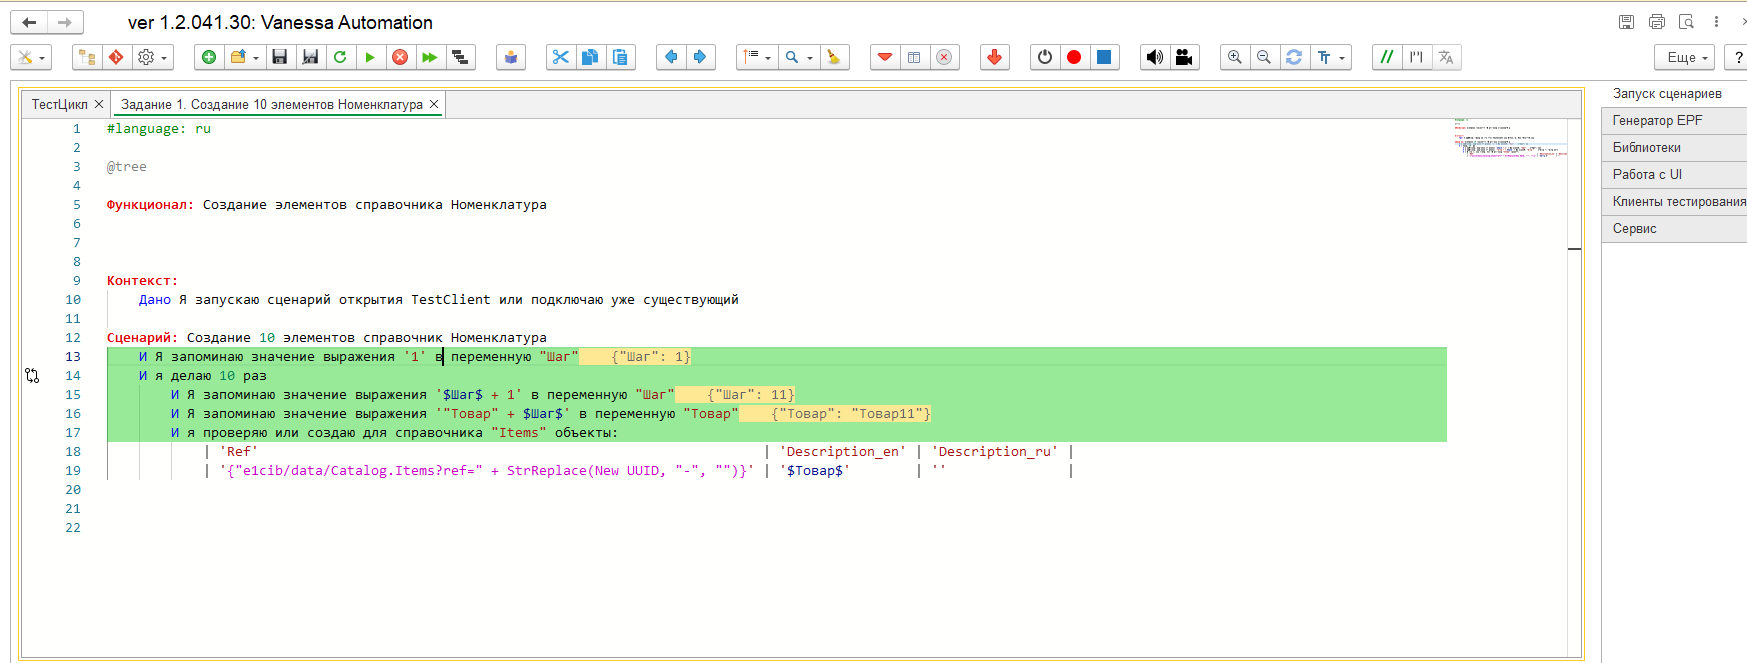 ver 1.2.041.30: Vanessa Automation
Еще
?
ТестЦикл
Задание 1. Создание 10 элементов Номенклатура
Запуск сценариев
Генератор EPF
Библиотеки
Работа с UI
Клиенты тестирования
Сервис
1 #language: ru
2
3 @tree
4
5 Функционал: Создание элементов справочника Номенклатура
6
7
8
9 Контекст:
10 Дано Я запускаю сценарий открытия TestClient или подключаю уже существующий
11
12 Сценарий: Создание 10 элементов справочник Номенклатура
13 И Я запоминаю значение выражения '1' в переменную "Шаг" {"Шаг": 1}
14 И я делаю 10 раз
15 И Я запоминаю значение выражения '$Шаг$ + 1' в переменную "Шаг" {"Шаг": 11}
16 И Я запоминаю значение выражения '"Товар" + $Шаг$' в переменную "Товар" {"Товар": "Товар11"}
17 И я проверяю или создаю для справочника "Items" объекты:
18 | 'Ref' | 'Description_en' | 'Description_ru' |
19 | '{"e1cib/data/Catalog.Items?ref=" + StrReplace(New UUID, "-", "")}' | '$Товар$' | '' |
20
21
22